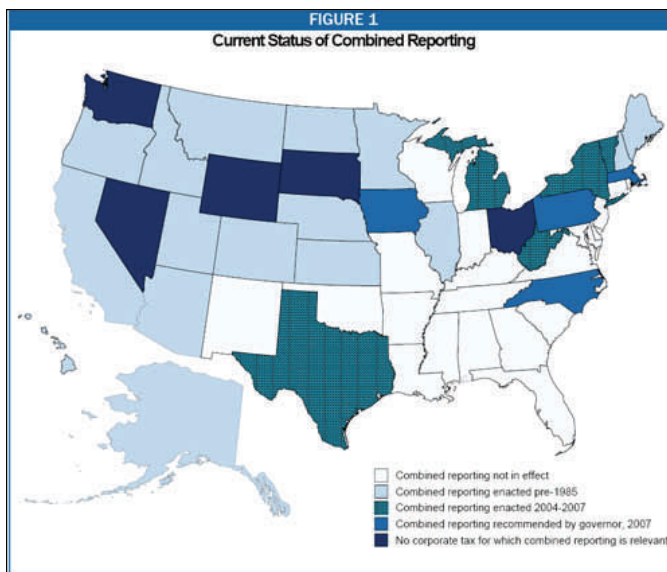 FIGURE 1
Current Status of Combined Reporting
Combined reporting not in effect
Combined reporting enacted pre-1985
Combined reporting enacted 2004-2007
Combined reporting recommended by governor, 2007
No corporate tax for which combined reporting is relevant